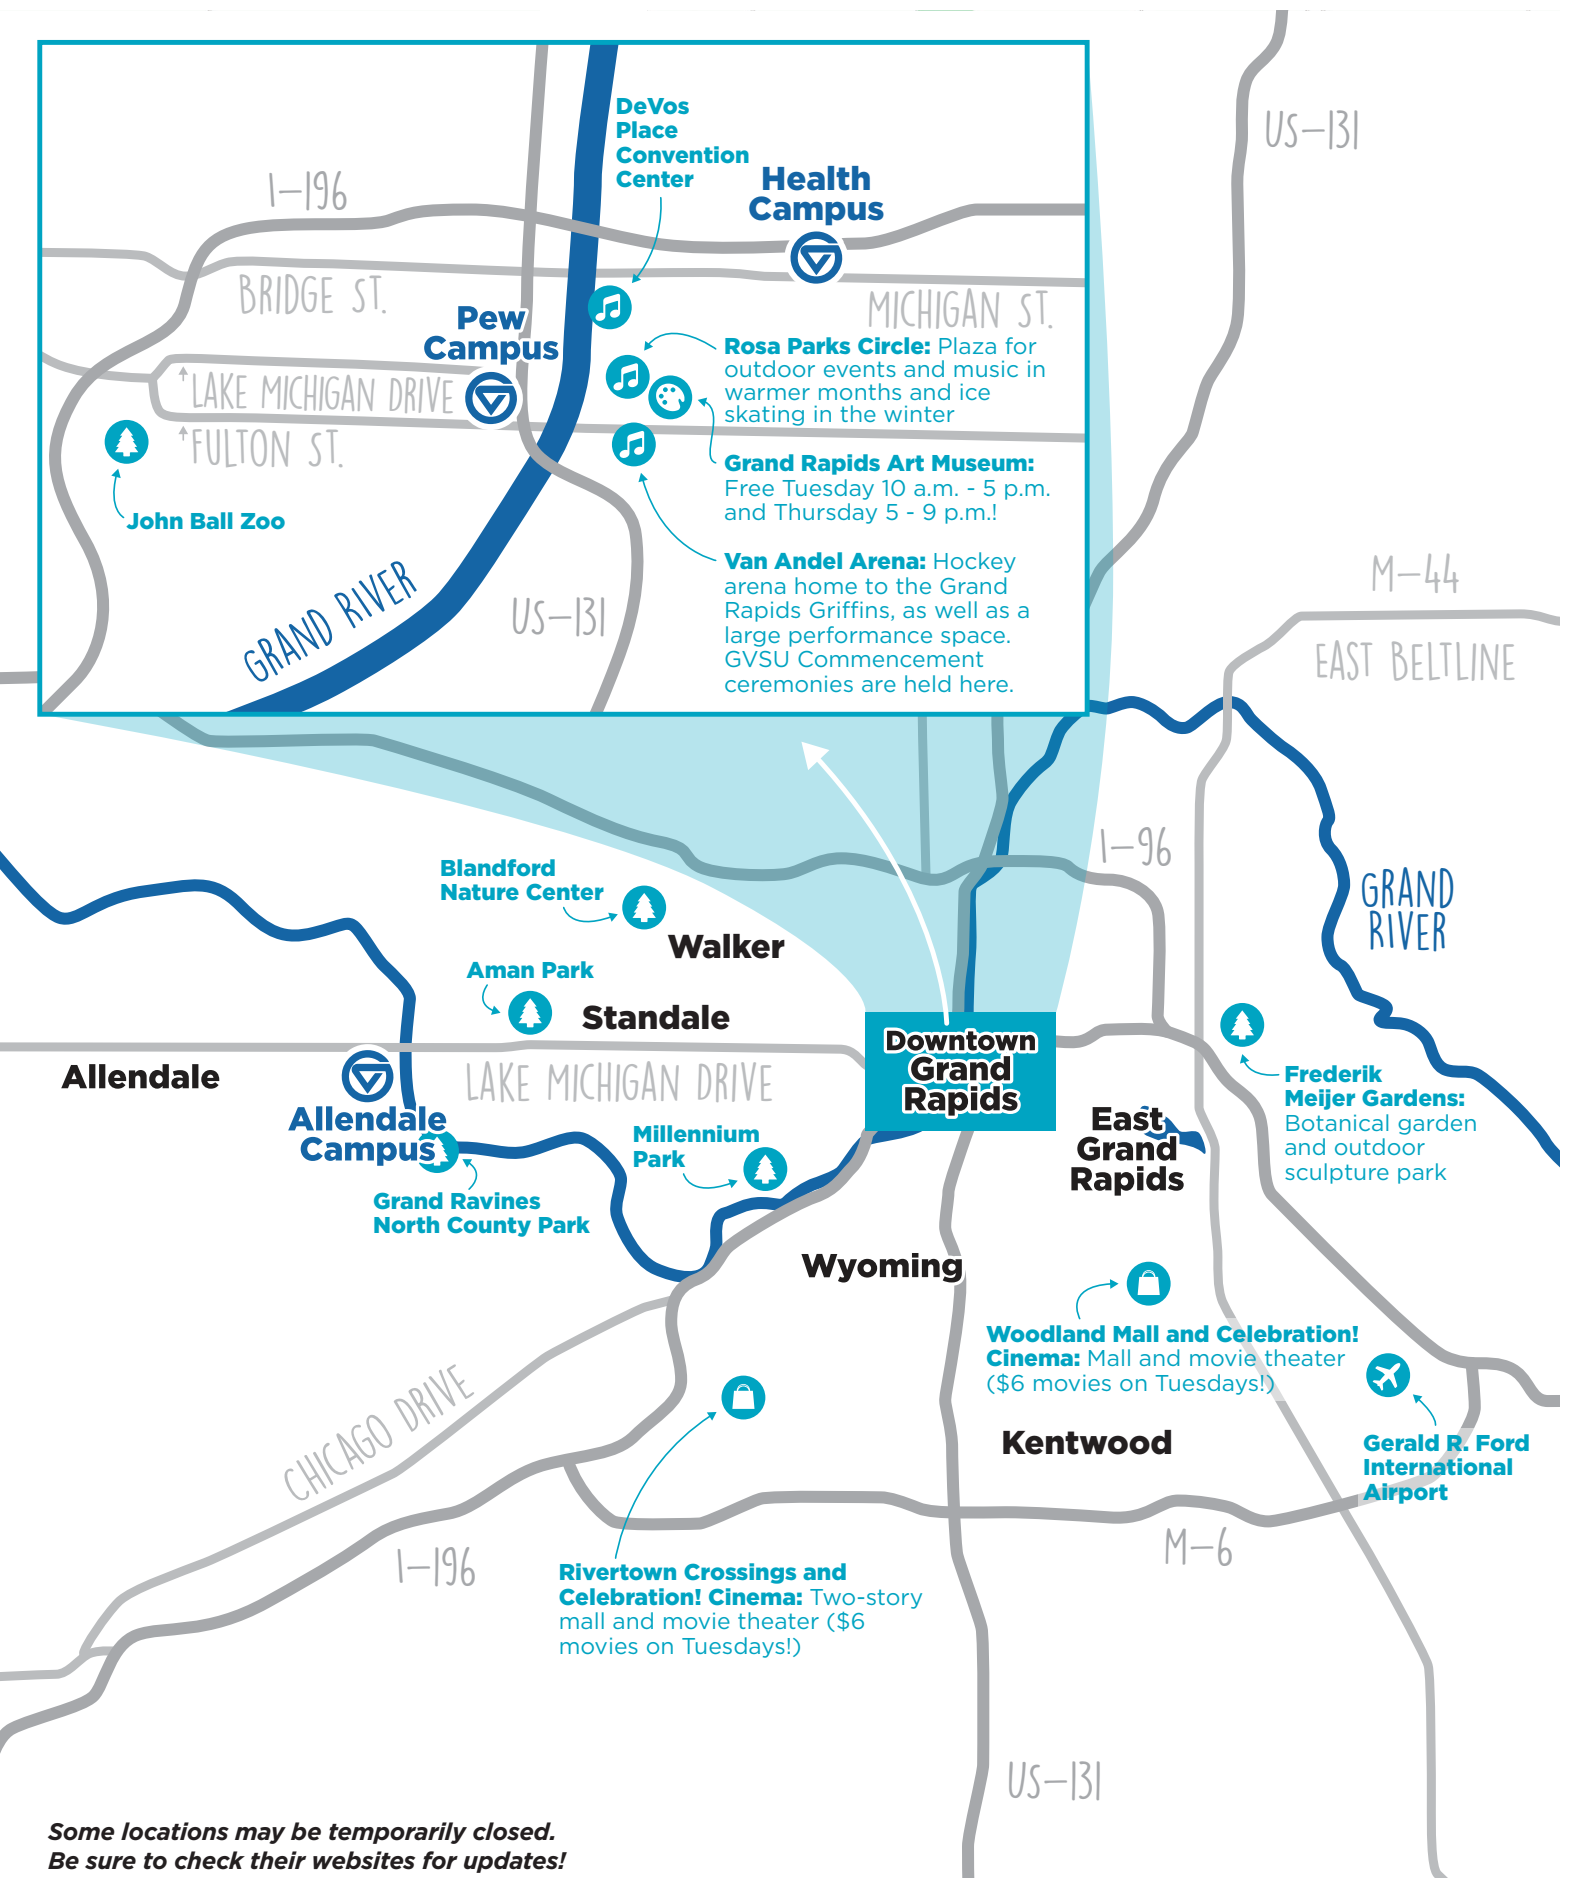 US–131
DeVos
Place
Convention
Center
Health
Campus
I–196
BRIDGE ST.
MICHIGAN ST.
Pew
Campus
Rosa Parks Circle: Plaza for
outdoor events and music in
warmer months and ice
skating in the winter
LAKE MICHIGAN DRIVE
FULTON ST.
Grand Rapids Art Museum:
Free Tuesday 10 a.m. - 5 p.m.
and Thursday 5 - 9 p.m.!
John Ball Zoo
Van Andel Arena: Hockey
arena home to the Grand
Rapids Griffins, as well as a
large performance space.
GVSU Commencement
ceremonies are held here.
GRAND RIVER
US–131
M–44
EAST BELTLINE
I–96
GRAND
RIVER
Blandford
Nature Center
Walker
Aman Park
Standale
Allendale
LAKE MICHIGAN DRIVE
Downtown
Grand
Rapids
Allendale
Campus
Frederik
Meijer Gardens:
Botanical garden
and outdoor
sculpture park
East
Grand
Rapids
Millennium
Park
Grand Ravines
North County Park
Wyoming
Woodland Mall and Celebration!
Cinema: Mall and movie theater
($6 movies on Tuesdays!)
CHICAGO DRIVE
Kentwood
Gerald R. Ford
International
Airport
I–196
M–6
Rivertown Crossings and
Celebration! Cinema: Two-story
mall and movie theater ($6
movies on Tuesdays!)
US–131
Some locations may be temporarily closed.
Be sure to check their websites for updates!